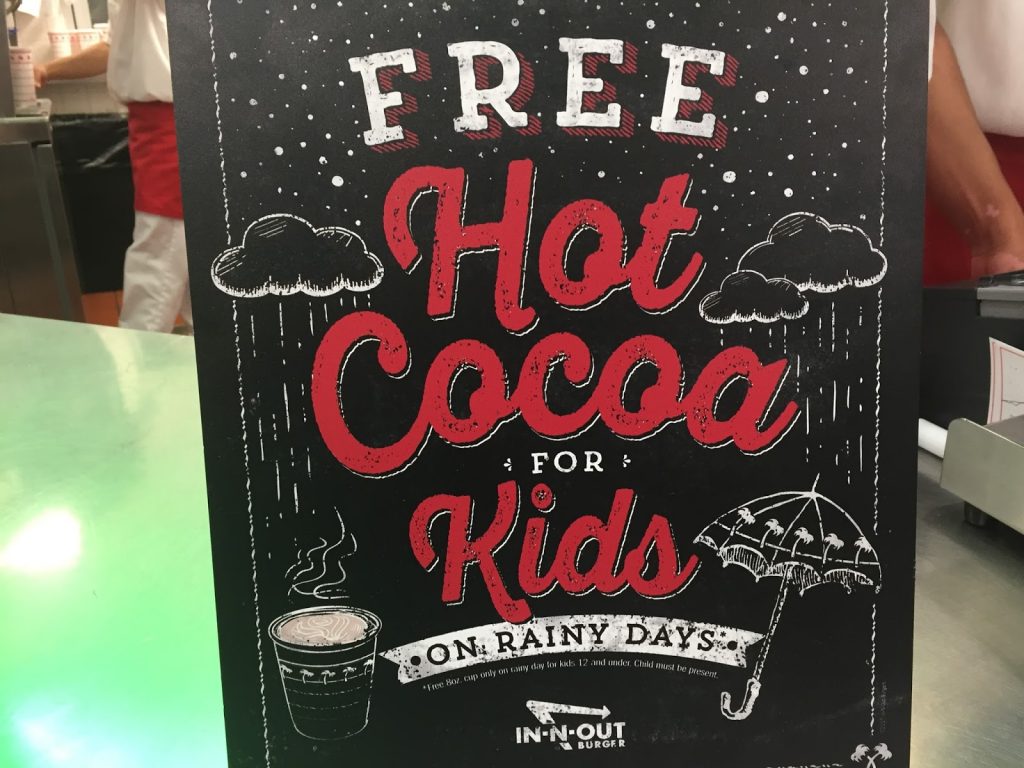 FREE
Hot
Cocoa
FOR
Kids
ON RAINY DAYS
*Free 8oz. cup only on rainy day for kids 12 and under. Child must be present.
IN-N-OUT
BURGER